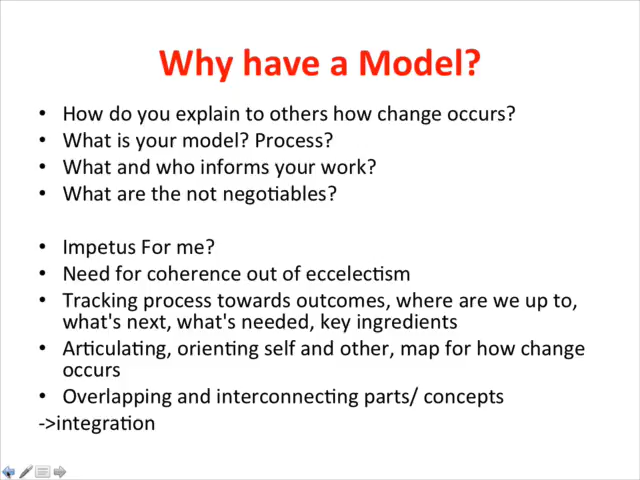 Why have a Model?
• How do you explain to others how change occurs?
• What is your model? Process?
• What and who informs your work?
• What are the not negotiables?
• Impetus For me?
• Need for coherence out of eccelectism
• Tracking process towards outcomes, where are we up to,
what's next, what's needed, key ingredients
• Articulating, orienting self and other, map for how change
occurs
• Overlapping and interconnecting parts/ concepts
->integration